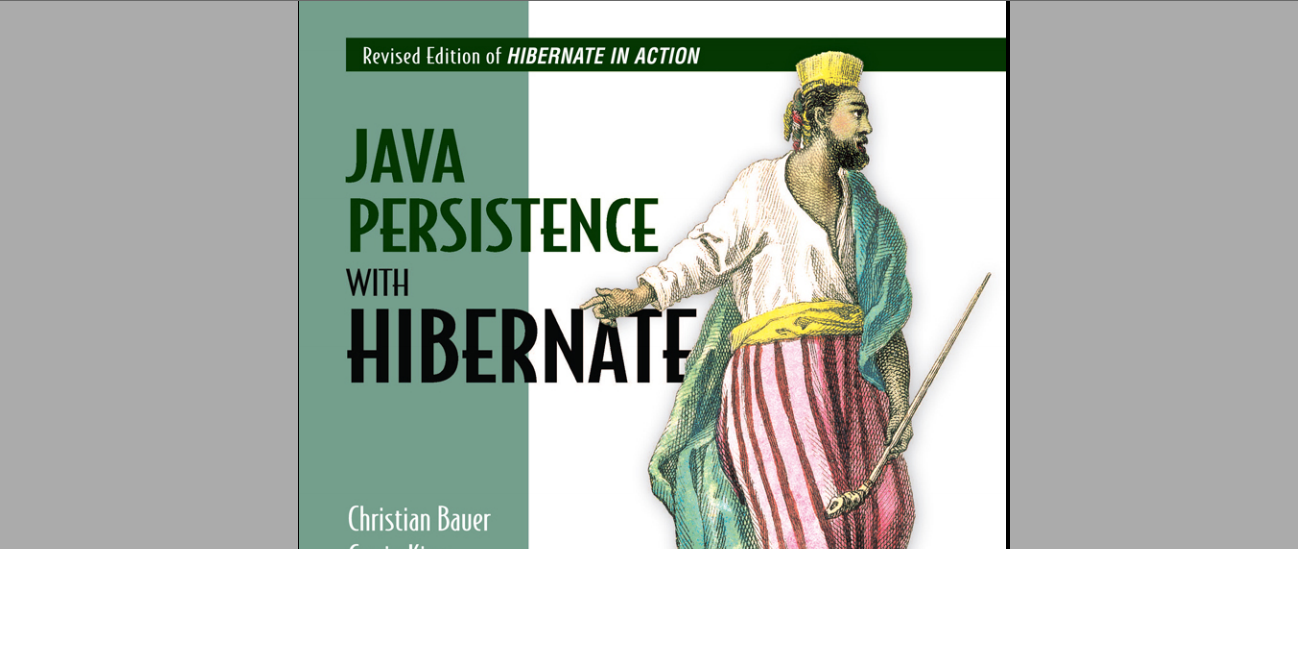 Revised Edition of HIBERNATE IN ACTION
JAVA
PERSISTENCE
WITH
HIBERNATE
Christian Bauer